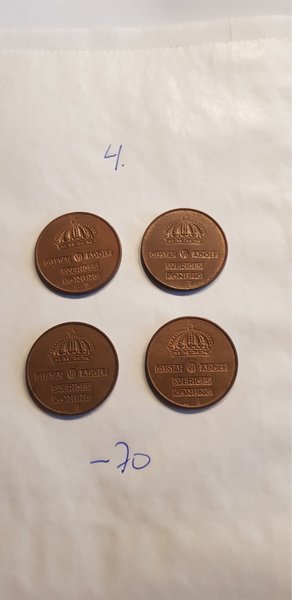 4.
GUSTAF VI ADOLF
SVERIGES
KONUNG
U
GUSTAF VI ADOLF
SVERIGES
KONUNG
U
GUSTAF VI ADOLF
SVERIGES
KONUNG
GUSTAF VI ADOLF
SVERIGES
KONUNG
-70